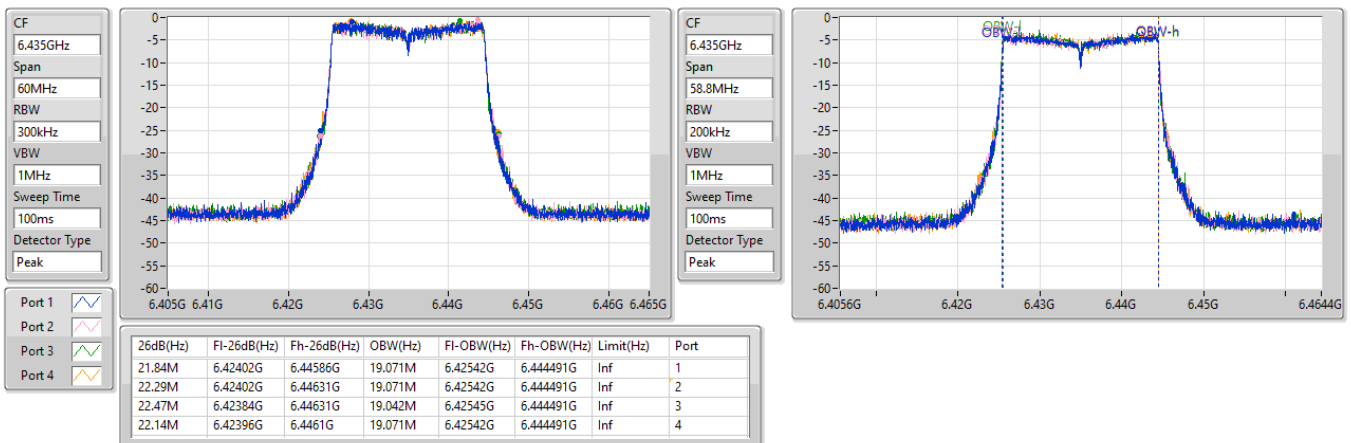 CF
6.435GHz
Span
60MHz
RBW
300kHz
VBW
1MHz
Sweep Time
100ms
Detector Type
Peak
0-
-5-
-10-
-15-
-20-
-25-
-30-
-35-
-40-
-45-
-50-
-55-
-60-
6.405G 6.41G 6.42G 6.43G 6.44G 6.45G 6.46G 6.465G
CF
6.435GHz
Span
58.8MHz
RBW
200kHz
VBW
1MHz
Sweep Time
100ms
Detector Type
Peak
0-
-5-
-10-
-15-
-20-
-25-
-30-
-35-
-40-
-45-
-50-
-55-
-60-
OBW-l OBW-h
6.4056G 6.42G 6.43G 6.44G 6.45G 6.4644G
Port 1
Port 2
Port 3
Port 4
26dB(Hz) Fl-26dB(Hz) Fh-26dB(Hz) OBW(Hz) Fl-OBW(Hz) Fh-OBW(Hz) Limit(Hz) Port
21.84M 6.42402G 6.44586G 19.071M 6.42542G 6.444491G Inf 1
22.29M 6.42402G 6.44631G 19.071M 6.42542G 6.444491G Inf 2
22.47M 6.42384G 6.44631G 19.042M 6.42545G 6.444491G Inf 3
22.14M 6.42396G 6.4461G 19.071M 6.42542G 6.444491G Inf 4